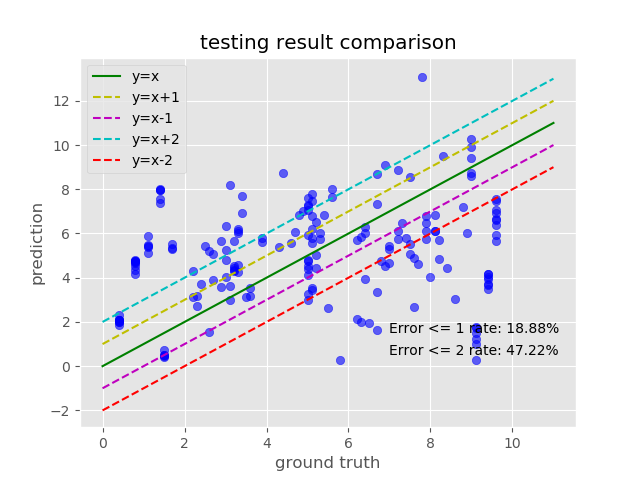 testing result comparison
y=x
y=x+1
y=x-1
y=x+2
y=x-2
12
10
8
6
4
2
0
−2
prediction
Error <= 1 rate: 18.88%
Error <= 2 rate: 47.22%
0 2 4 6 8 10
ground truth